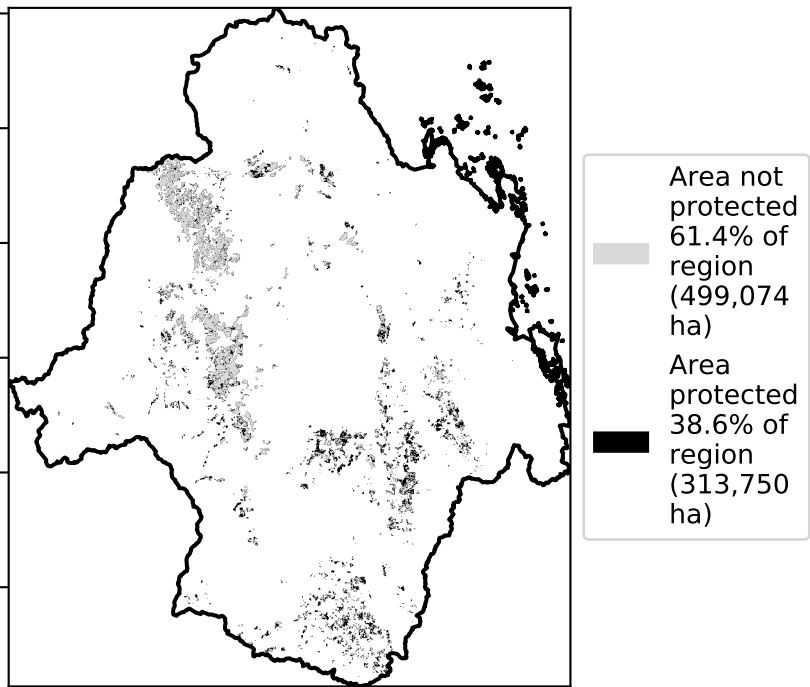 Area not
protected
61.4% of
region
(499,074
ha)
Area
protected
38.6% of
region
(313,750
ha)